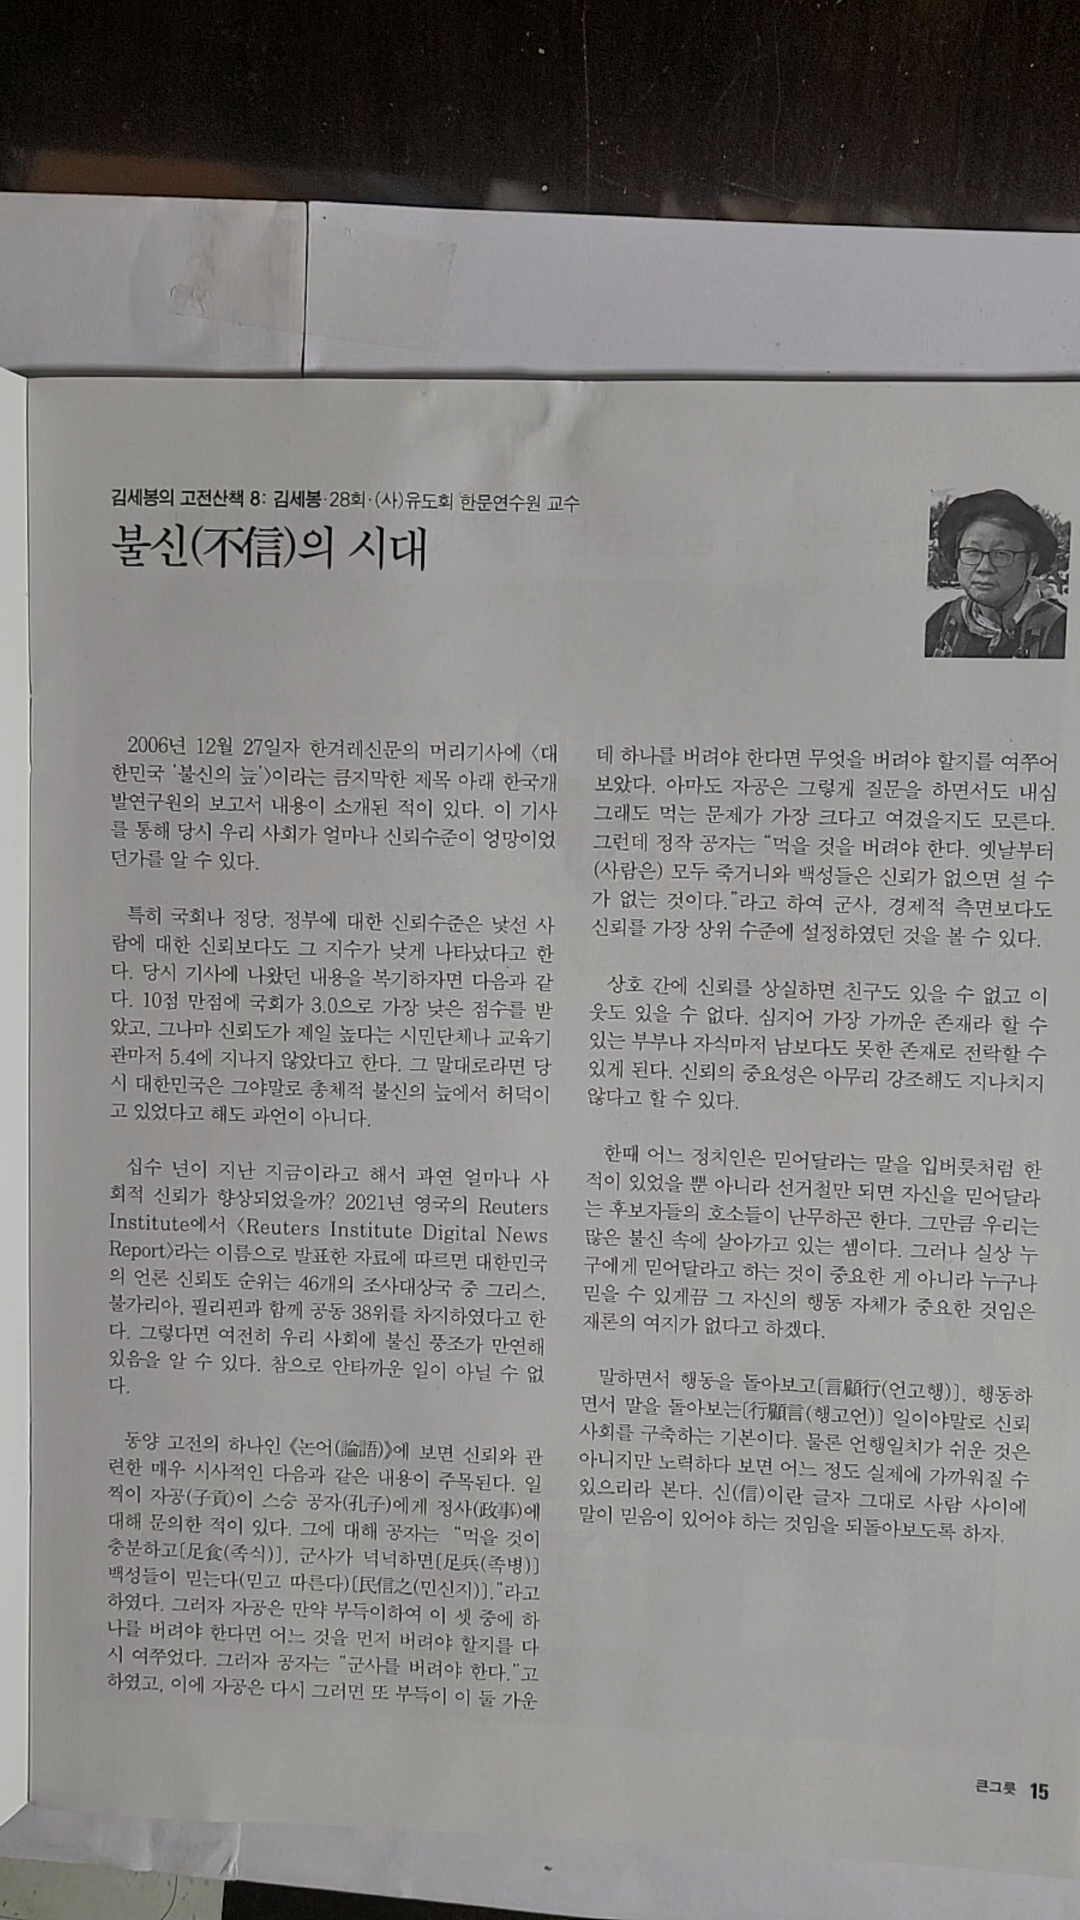 김세봉의 고전산책 8: 김세봉·28회·(사)유도회 한문연수원 교수
불신(不信)의 시대
2006년 12월 27일자 한겨레신문의 머리기사에 〈대
한민국 ‘불신의 늪’〉이라는 큼지막한 제목 아래 한국개
발연구원의 보고서 내용이 소개된 적이 있다. 이 기사
를 통해 당시 우리 사회가 얼마나 신뢰수준이 엉망이었
던가를 알 수 있다.
특히 국회나 정당, 정부에 대한 신뢰수준은 낯선 사
람에 대한 신뢰보다도 그 지수가 낮게 나타났다고 한
다. 당시 기사에 나왔던 내용을 복기하자면 다음과 같
다. 10점 만점에 국회가 3.0으로 가장 낮은 점수를 받
았고, 그나마 신뢰도가 제일 높다는 시민단체나 교육기
관마저 5.4에 지나지 않았다고 한다. 그 말대로라면 당
시 대한민국은 그야말로 총체적 불신의 늪에서 허덕이
고 있었다고 해도 과언이 아니다.
십수 년이 지난 지금이라고 해서 과연 얼마나 사
회적 신뢰가 향상되었을까? 2021년 영국의 Reuters
Institute에서 〈Reuters Institute Digital News
Report〉라는 이름으로 발표한 자료에 따르면 대한민국
의 언론 신뢰도 순위는 46개의 조사대상국 중 그리스,
불가리아, 필리핀과 함께 공동 38위를 차지하였다고 한
다. 그렇다면 여전히 우리 사회에 불신 풍조가 만연해
있음을 알 수 있다. 참으로 안타까운 일이 아닐 수 없
다.
동양 고전의 하나인 《논어(論語)》에 보면 신뢰와 관
련한 매우 시사적인 다음과 같은 내용이 주목된다. 일
찍이 자공(子貢)이 스승 공자(孔子)에게 정사(政事)에
대해 문의한 적이 있다. 그에 대해 공자는 “먹을 것이
충분하고〔足食(족식)〕, 군사가 넉넉하면〔足兵(족병)〕
백성들이 믿는다(믿고 따른다)〔民信之(민신지)〕.”라고
하였다. 그러자 자공은 만약 부득이하여 이 셋 중에 하
나를 버려야 한다면 어느 것을 먼저 버려야 할지를 다
시 여쭈었다. 그러자 공자는 “군사를 버려야 한다.”고
하였고, 이에 자공은 다시 그러면 또 부득이 이 둘 가운
데 하나를 버려야 한다면 무엇을 버려야 할지를 여쭈어
보았다. 아마도 자공은 그렇게 질문을 하면서도 내심
그래도 먹는 문제가 가장 크다고 여겼을지도 모른다.
그런데 정작 공자는 “먹을 것을 버려야 한다. 옛날부터
(사람은) 모두 죽거니와 백성들은 신뢰가 없으면 설 수
가 없는 것이다.”라고 하여 군사, 경제적 측면보다도
신뢰를 가장 상위 수준에 설정하였던 것을 볼 수 있다.
상호 간에 신뢰를 상실하면 친구도 있을 수 없고 이
웃도 있을 수 없다. 심지어 가장 가까운 존재라 할 수
있는 부부나 자식마저 남보다도 못한 존재로 전락할 수
있게 된다. 신뢰의 중요성은 아무리 강조해도 지나치지
않다고 할 수 있다.
한때 어느 정치인은 믿어달라는 말을 입버릇처럼 한
적이 있었을 뿐 아니라 선거철만 되면 자신을 믿어달라
는 후보자들의 호소들이 난무하곤 한다. 그만큼 우리는
많은 불신 속에 살아가고 있는 셈이다. 그러나 실상 누
구에게 믿어달라고 하는 것이 중요한 게 아니라 누구나
믿을 수 있게끔 그 자신의 행동 자체가 중요한 것임은
재론의 여지가 없다고 하겠다.
말하면서 행동을 돌아보고〔言顧行(언고행)〕, 행동하
면서 말을 돌아보는〔行顧言(행고언)〕 일이야말로 신뢰
사회를 구축하는 기본이다. 물론 언행일치가 쉬운 것은
아니지만 노력하다 보면 어느 정도 실제에 가까워질 수
있으리라 본다. 신(信)이란 글자 그대로 사람 사이에
말이 믿음이 있어야 하는 것임을 되돌아보도록 하자.
큰그릇 15